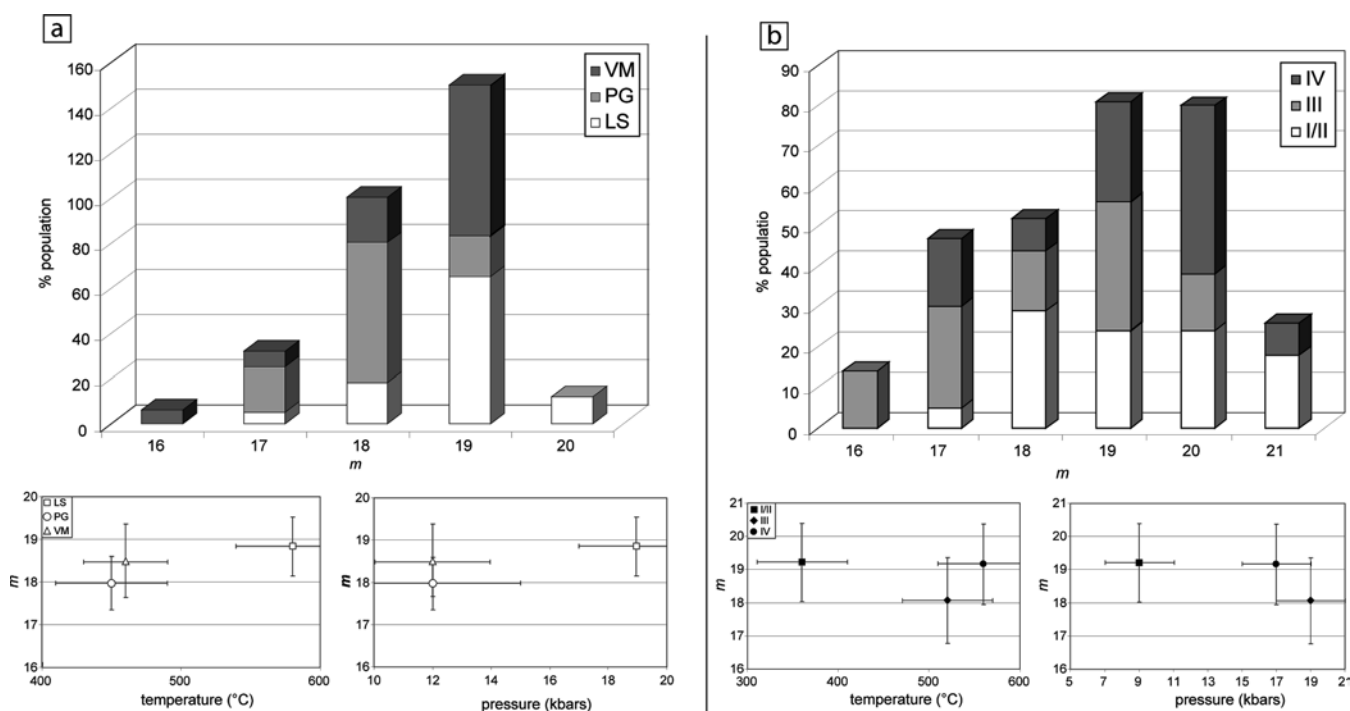 a
VM
PG
LS
160
140
120
100
80
60
40
20
0
% population
16 17 18 19 20
m
20
19
18
17
16
m
LS
PG
VM
400 500 600
temperature (°C)
20
19
18
17
16
m
10 12 14 16 18 20
pressure (kbars)
b
IV
III
I/II
90
80
70
60
50
40
30
20
10
0
% populatio
16 17 18 19 20 21
m
21
20
19
18
17
16
m
I/II
III
IV
300 400 500 600
temperature (°C)
21
20
19
18
17
16
m
5 7 9 11 13 15 17 19 21
pressure (kbars)